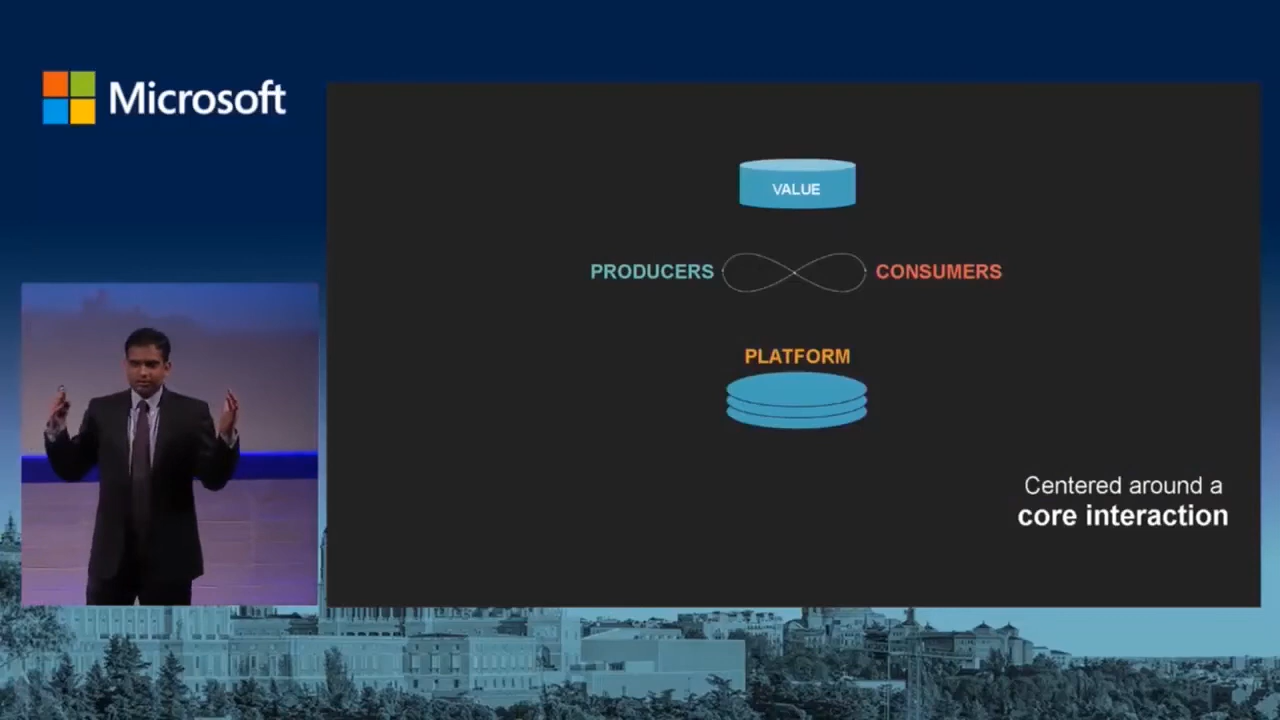 Microsoft
VALUE
PRODUCERS
CONSUMERS
PLATFORM
Centered around a
core interaction